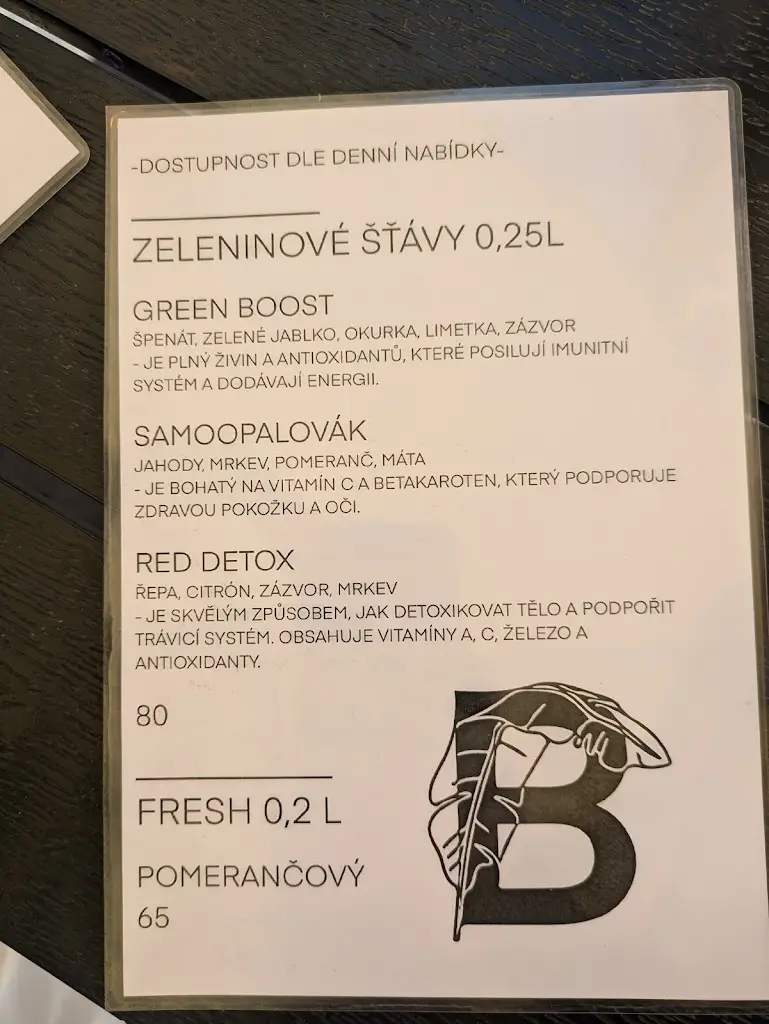 -DOSTUPNOST DLE DENNÍ NABÍDKY-
ZELENINOVÉ ŠŤÁVY 0,25L
GREEN BOOST
ŠPENÁT, ZELENÉ JABLKO, OKURKA, LIMETKA, ZÁZVOR
- JE PLNÝ ŽIVIN A ANTIOXIDANTŮ, KTERÉ POSILUJÍ IMUNITNÍ
SYSTÉM A DODÁVAJÍ ENERGII.
SAMOOPALOVÁK
JAHODY, MRKEV, POMERANČ, MÁTA
- JE BOHATÝ NA VITAMÍN C A BETAKAROTEN, KTERÝ PODPORUJE
ZDRAVOU POKOŽKU A OČI.
RED DETOX
ŘEPA, CITRÓN, ZÁZVOR, MRKEV
- JE SKVĚLÝM ZPŮSOBEM, JAK DETOXIKOVAT TĚLO A PODPOŘIT
TRÁVICÍ SYSTÉM. OBSAHUJE VITAMÍNY A, C, ŽELEZO A
ANTIOXIDANTY.
80
FRESH 0,2 L
POMERANČOVÝ
65
B